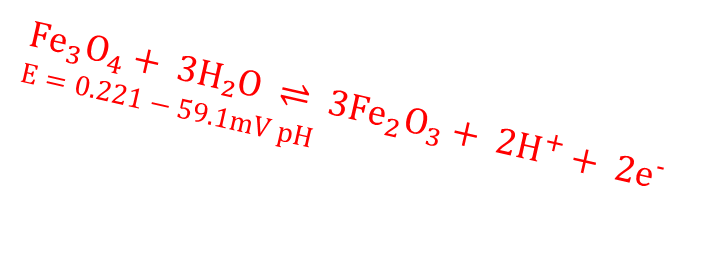 Fe₃O₄ + 3H₂O ⇌ 3Fe₂O₃ + 2H⁺ + 2e⁻
E = 0.221 − 59.1mV pH